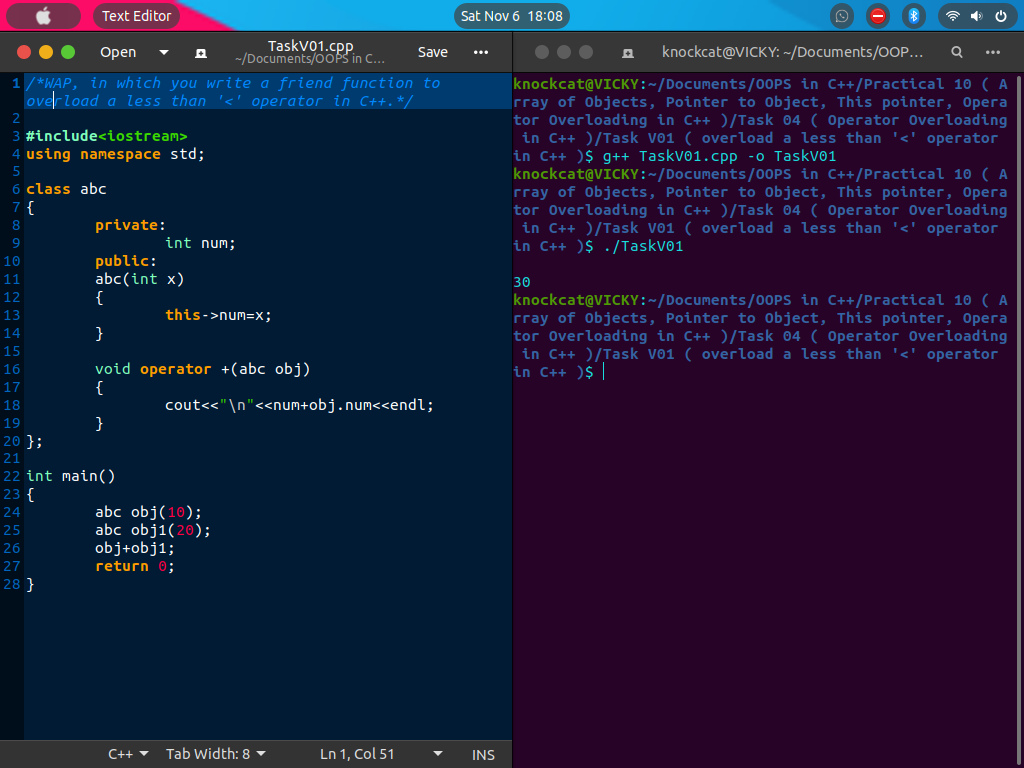 Text Editor
Sat Nov 6 18:08
Open
TaskV01.cpp
~/Documents/OOPS in C…
Save
knockcat@VICKY: ~/Documents/OOP…
1 /*WAP, in which you write a friend function to
overload a less than '<' operator in C++.*/
2
3 #include<iostream>
4 using namespace std;
5
6 class abc
7 {
8 private:
9 int num;
10 public:
11 abc(int x)
12 {
13 this->num=x;
14 }
15
16 void operator +(abc obj)
17 {
18 cout<<"\n"<<num+obj.num<<endl;
19 }
20 };
21
22 int main()
23 {
24 abc obj(10);
25 abc obj1(20);
26 obj+obj1;
27 return 0;
28 }
knockcat@VICKY:~/Documents/OOPS in C++/Practical 10 ( A
rray of Objects, Pointer to Object, This pointer, Opera
tor Overloading in C++ )/Task 04 ( Operator Overloading
in C++ )/Task V01 ( overload a less than '<' operator
in C++ )$ g++ TaskV01.cpp -o TaskV01
knockcat@VICKY:~/Documents/OOPS in C++/Practical 10 ( A
rray of Objects, Pointer to Object, This pointer, Opera
tor Overloading in C++ )/Task 04 ( Operator Overloading
in C++ )/Task V01 ( overload a less than '<' operator
in C++ )$ ./TaskV01
30
knockcat@VICKY:~/Documents/OOPS in C++/Practical 10 ( A
rray of Objects, Pointer to Object, This pointer, Opera
tor Overloading in C++ )/Task 04 ( Operator Overloading
in C++ )/Task V01 ( overload a less than '<' operator
in C++ )$
C++
Tab Width: 8
Ln 1, Col 51
INS